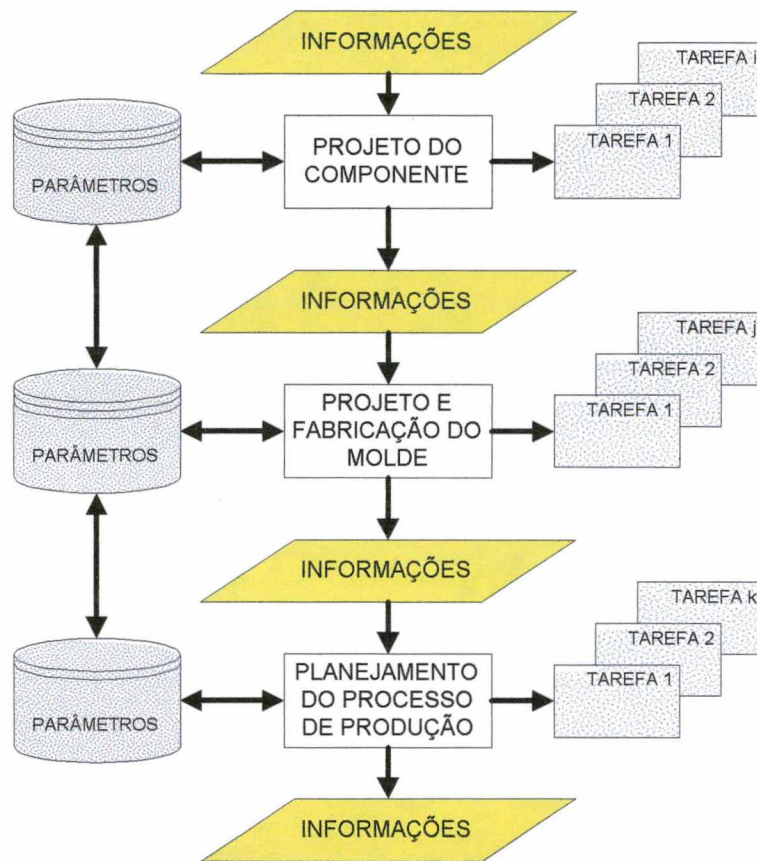 INFORMAÇÕES
TAREFA i
TAREFA 2
TAREFA 1
PARÂMETROS
PROJETO DO
COMPONENTE
INFORMAÇÕES
TAREFA j
TAREFA 2
TAREFA 1
PARÂMETROS
PROJETO E
FABRICAÇÃO DO
MOLDE
INFORMAÇÕES
TAREFA k
TAREFA 2
TAREFA 1
PARÂMETROS
PLANEJAMENTO
DO PROCESSO
DE PRODUÇÃO
INFORMAÇÕES